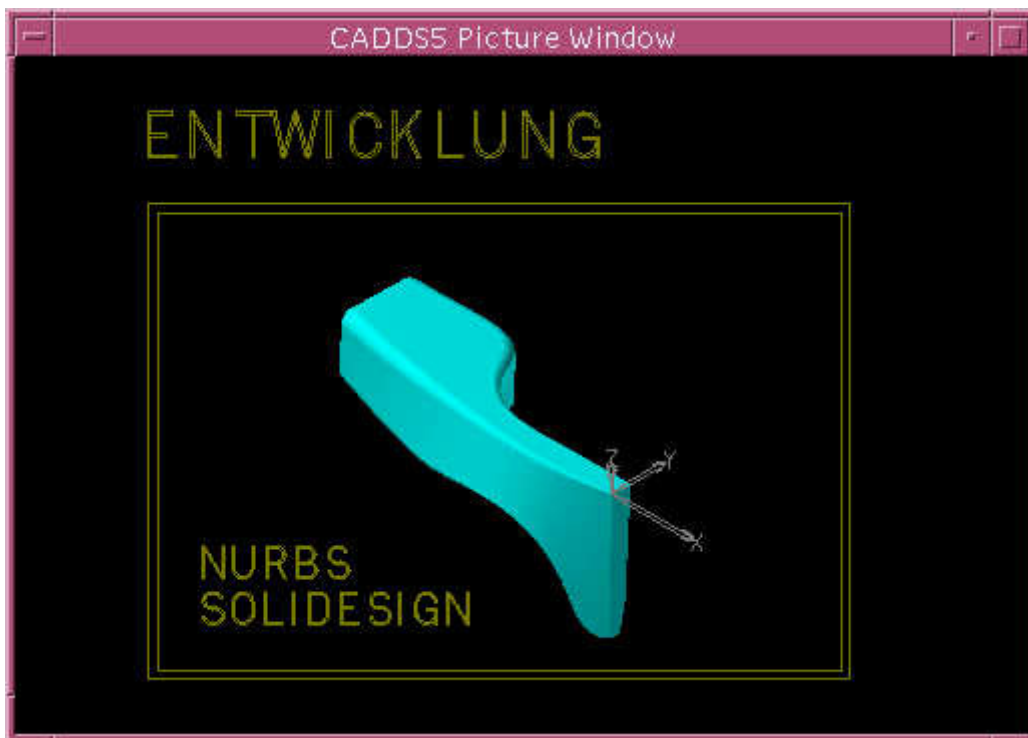 CADDS5 Picture Window
ENTWICKLUNG
Z
Y
X
NURBS
SOLIDESIGN